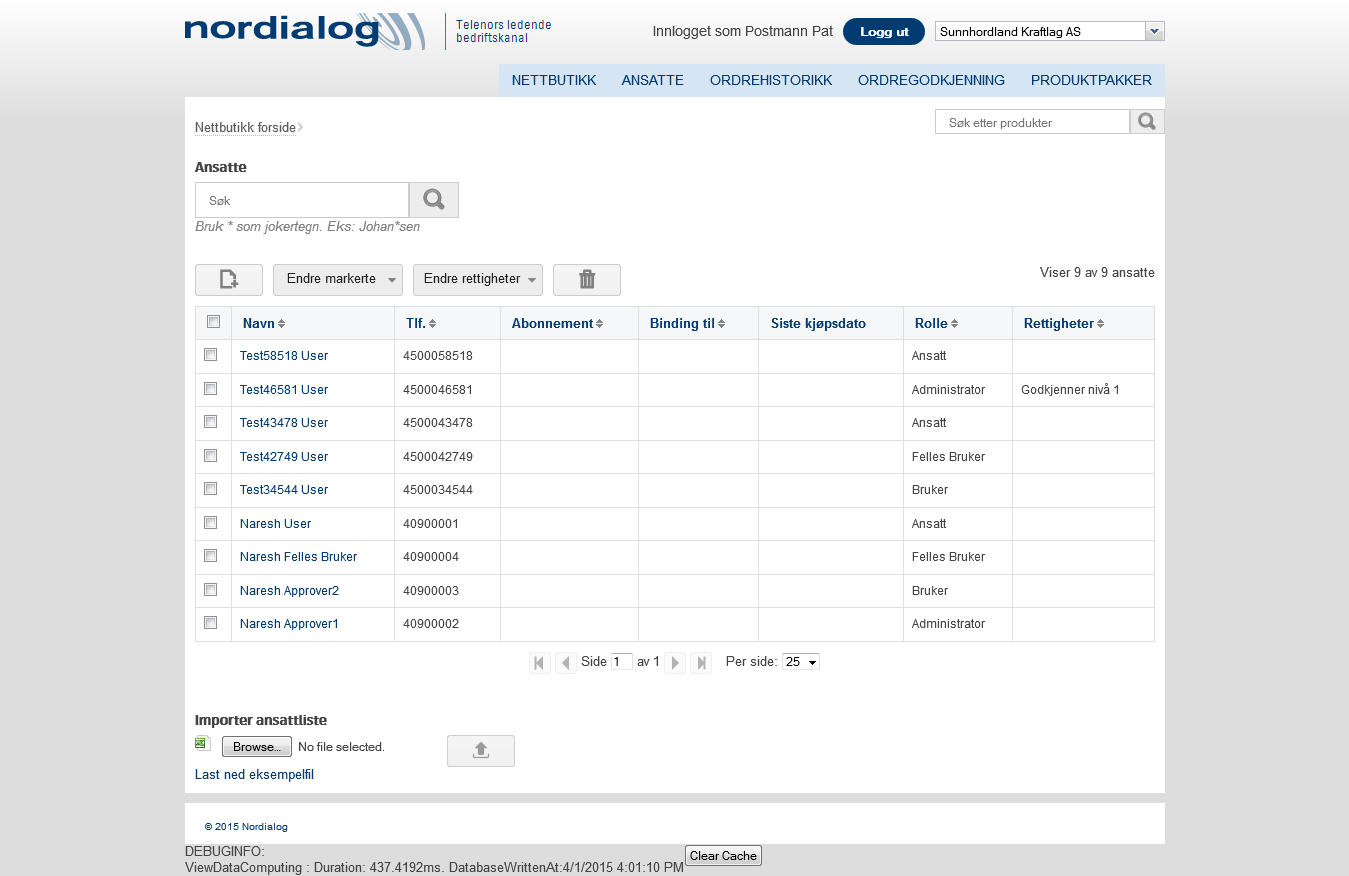 nordialog
Telenors ledende
bedriftskanal
Innlogget som Postmann Pat
Logg ut
Sunnhordland Kraftlag AS
NETTBUTIKK ANSATTE ORDREHISTORIKK ORDREGODKJENNING PRODUKTPAKKER
Nettbutikk forside
Søk etter produkter
Ansatte
Søk
Bruk * som jokertegn. Eks: Johan*sen
Endre markerte Endre rettigheter
Viser 9 av 9 ansatte
Navn Tlf. Abonnement Binding til Siste kjøpsdato Rolle Rettigheter
Test58518 User 4500058518 Ansatt
Test46581 User 4500046581 Administrator Godkjenner nivå 1
Test43478 User 4500043478 Ansatt
Test42749 User 4500042749 Felles Bruker
Test34544 User 4500034544 Bruker
Naresh User 40900001 Ansatt
Naresh Felles Bruker 40900004 Felles Bruker
Naresh Approver2 40900003 Bruker
Naresh Approver1 40900002 Administrator
Side 1 av 1 Per side: 25
Importer ansattliste
Browse... No file selected.
Last ned eksempelfil
© 2015 Nordialog
DEBUGINFO:
ViewDataComputing : Duration: 437.4192ms. DatabaseWrittenAt:4/1/2015 4:01:10 PM Clear Cache